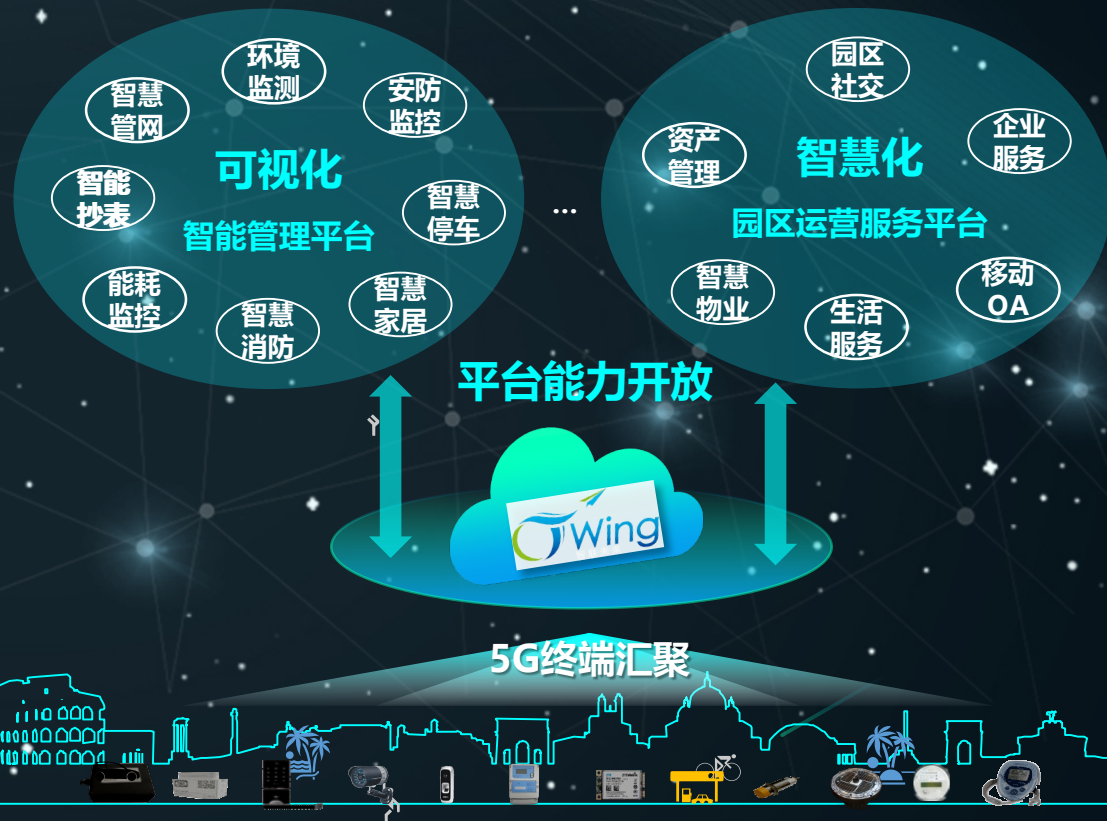 环境
监测
智慧
管网
安防
监控
可视化
智能
抄表
智慧
停车
智能管理平台
能耗
监控
智慧
消防
智慧
家居
...
园区
社交
资产
管理
企业
服务
智慧化
园区运营服务平台
智慧
物业
移动
OA
生活
服务
平台能力开放
Wing
5G终端汇聚